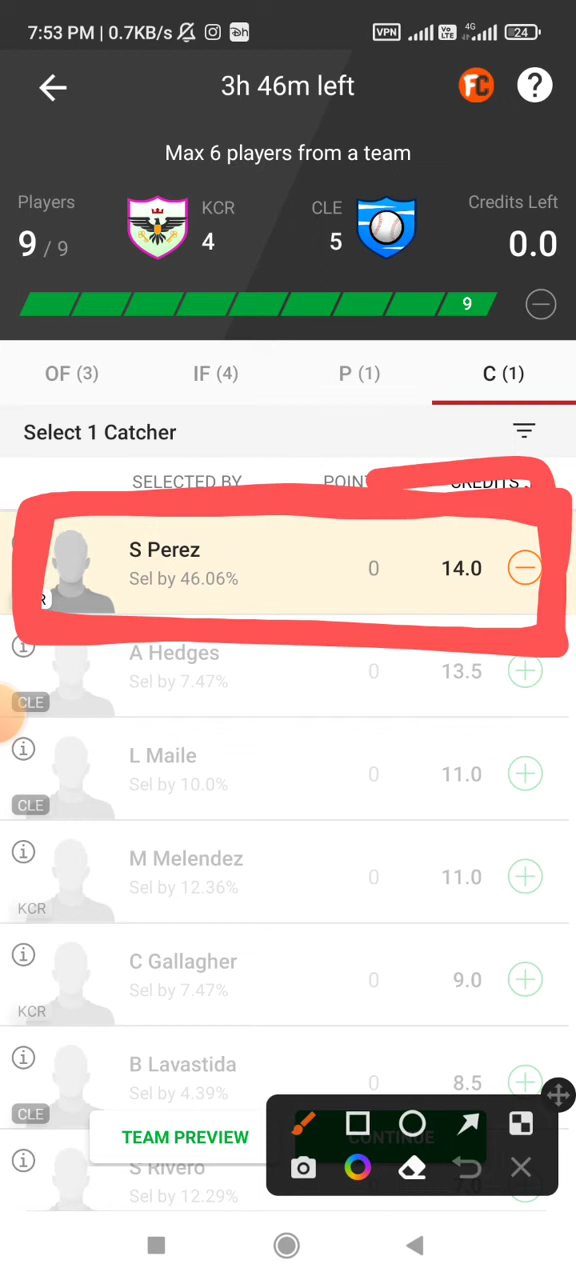 7:53 PM | 0.7KB/s
VPN Vo LTE 4G 24
3h 46m left
FC ?
Max 6 players from a team
Players KCR CLE Credits Left
9 / 9 4 5 0.0
9
OF (3) IF (4) P (1) C (1)
Select 1 Catcher
SELECTED BY CREDITS
S Perez
Sel by 46.06% 0 14.0
A Hedges
Sel by 7.47% 0 13.5
CLE
L Maile
Sel by 10.0% 0 11.0
CLE
M Melendez
Sel by 12.36% 0 11.0
KCR
C Gallagher
Sel by 7.47% 0 9.0
KCR
B Lavastida
Sel by 4.39% 0 8.5
CLE
TEAM PREVIEW CONTINUE
S Rivero
Sel by 12.29%